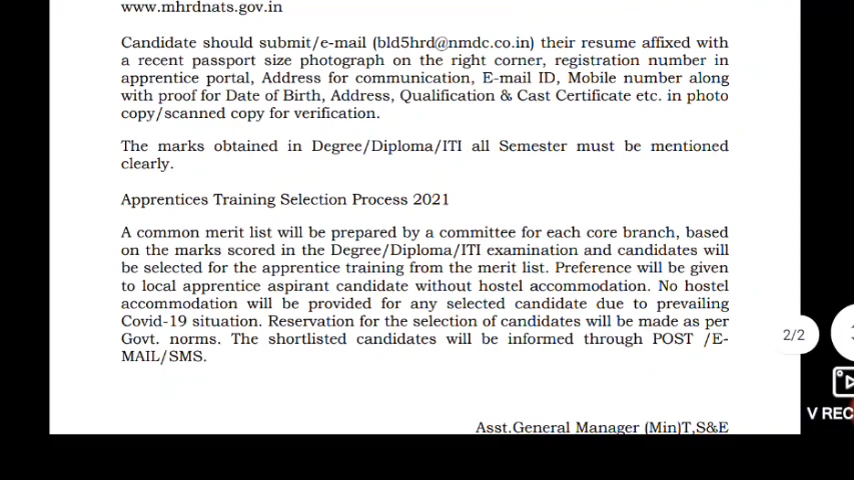 www.mhrdnats.gov.in
Candidate should submit/e-mail (bld5hrd@nmdc.co.in) their resume affixed with
a recent passport size photograph on the right corner, registration number in
apprentice portal, Address for communication, E-mail ID, Mobile number along
with proof for Date of Birth, Address, Qualification & Cast Certificate etc. in photo
copy/scanned copy for verification.
The marks obtained in Degree/Diploma/ITI all Semester must be mentioned
clearly.
Apprentices Training Selection Process 2021
A common merit list will be prepared by a committee for each core branch, based
on the marks scored in the Degree/Diploma/ITI examination and candidates will
be selected for the apprentice training from the merit list. Preference will be given
to local apprentice aspirant candidate without hostel accommodation. No hostel
accommodation will be provided for any selected candidate due to prevailing
Covid-19 situation. Reservation for the selection of candidates will be made as per
Govt. norms. The shortlisted candidates will be informed through POST /E-
MAIL/SMS.
2/2
V REC
Asst.General Manager (Min)T,S&E